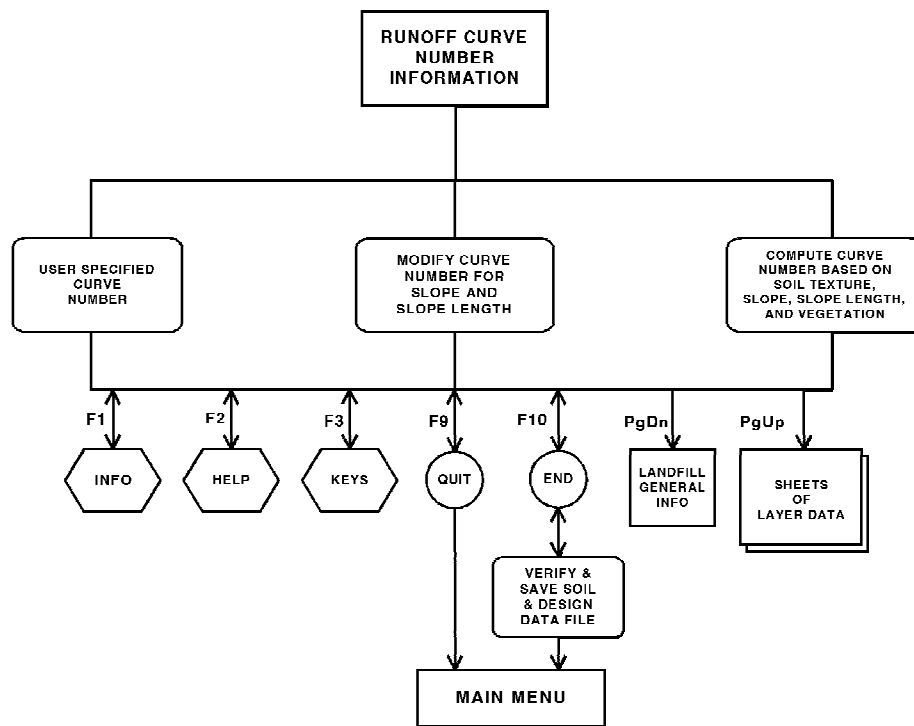 RUNOFF CURVE
NUMBER
INFORMATION
USER SPECIFIED
CURVE
NUMBER
MODIFY CURVE
NUMBER FOR
SLOPE AND
SLOPE LENGTH
COMPUTE CURVE
NUMBER BASED ON
SOIL TEXTURE,
SLOPE, SLOPE LENGTH,
AND VEGETATION
F1
F2
F3
F9
F10
PgDn
PgUp
INFO
HELP
KEYS
QUIT
END
LANDFILL
GENERAL
INFO
SHEETS
OF
LAYER DATA
VERIFY &
SAVE SOIL
& DESIGN
DATA FILE
MAIN MENU